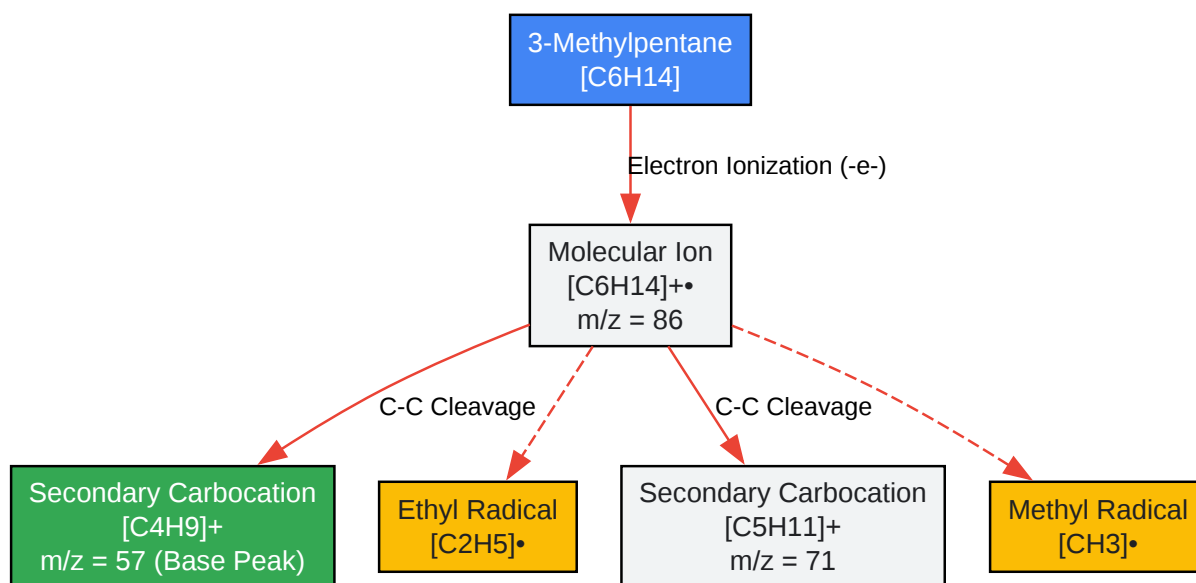 3-Methylpentane
[C6H14]
Electron Ionization (-e-)
Molecular Ion
[C6H14]+•
m/z = 86
C-C Cleavage
C-C Cleavage
Secondary Carbocation
[C4H9]+
m/z = 57 (Base Peak)
Ethyl Radical
[C2H5]•
Secondary Carbocation
[C5H11]+
m/z = 71
Methyl Radical
[CH3]•